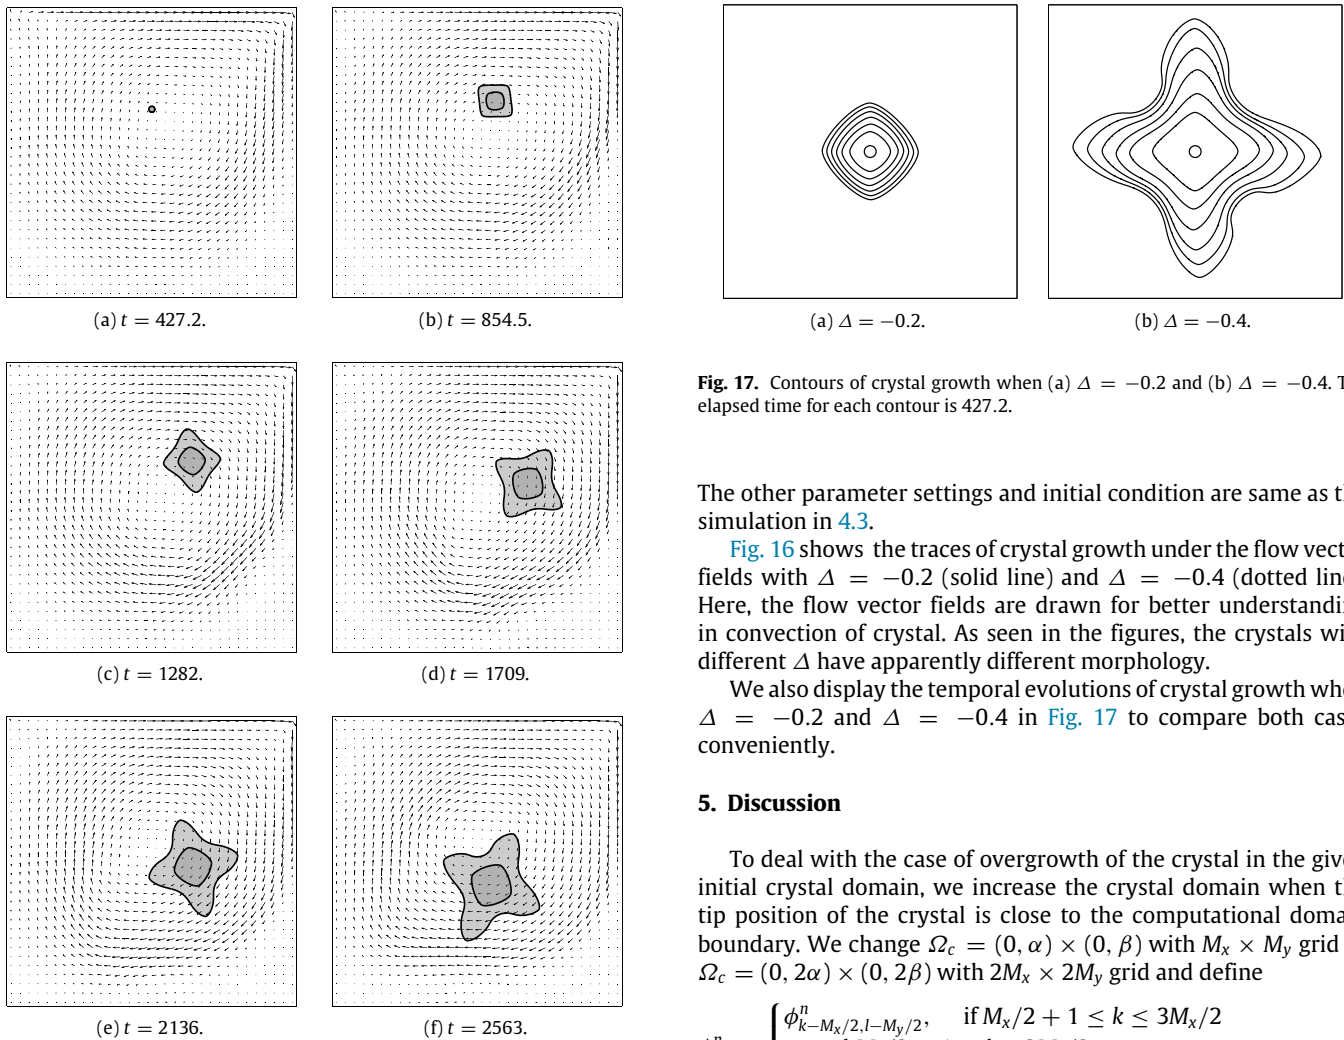 (a) t = 427.2.
(b) t = 854.5.
(c) t = 1282.
(d) t = 1709.
(e) t = 2136.
(f) t = 2563.
(a) Δ = −0.2.
(b) Δ = −0.4.
Fig. 17. Contours of crystal growth when (a) Δ = −0.2 and (b) Δ = −0.4.
elapsed time for each contour is 427.2.
The other parameter settings and initial condition are same as
simulation in 4.3.
Fig. 16 shows the traces of crystal growth under the flow
fields with Δ = −0.2 (solid line) and Δ = −0.4 (dotted
Here, the flow vector fields are drawn for better
in convection of crystal. As seen in the figures, the crystals
different Δ have apparently different morphology.
We also display the temporal evolutions of crystal growth
Δ = −0.2 and Δ = −0.4 in Fig. 17 to compare both
conveniently.
5. Discussion
To deal with the case of overgrowth of the crystal in the
initial crystal domain, we increase the crystal domain when
tip position of the crystal is close to the computational
boundary. We change Ω_c = (0, α) × (0, β) with M_x × M_y grid
Ω_c = (0, 2α) × (0, 2β) with 2M_x × 2M_y grid and define
ϕ^n_{k−M_x/2,l−M_y/2}, if M_x/2 + 1 ≤ k ≤ 3M_x/2